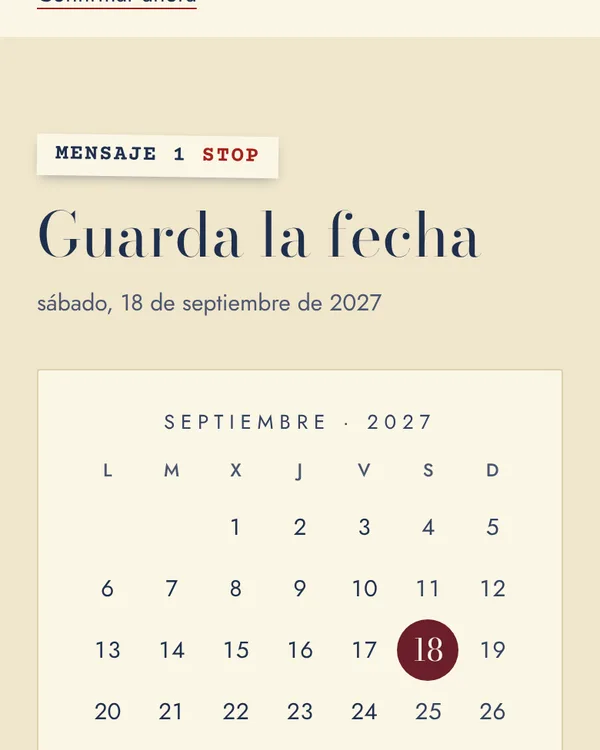 Confirmar ahora
MENSAJE 1 STOP
Guarda la fecha
sábado, 18 de septiembre de 2027
SEPTIEMBRE · 2027
L M X J V S D
1 2 3 4 5
6 7 8 9 10 11 12
13 14 15 16 17 18 19
20 21 22 23 24 25 26